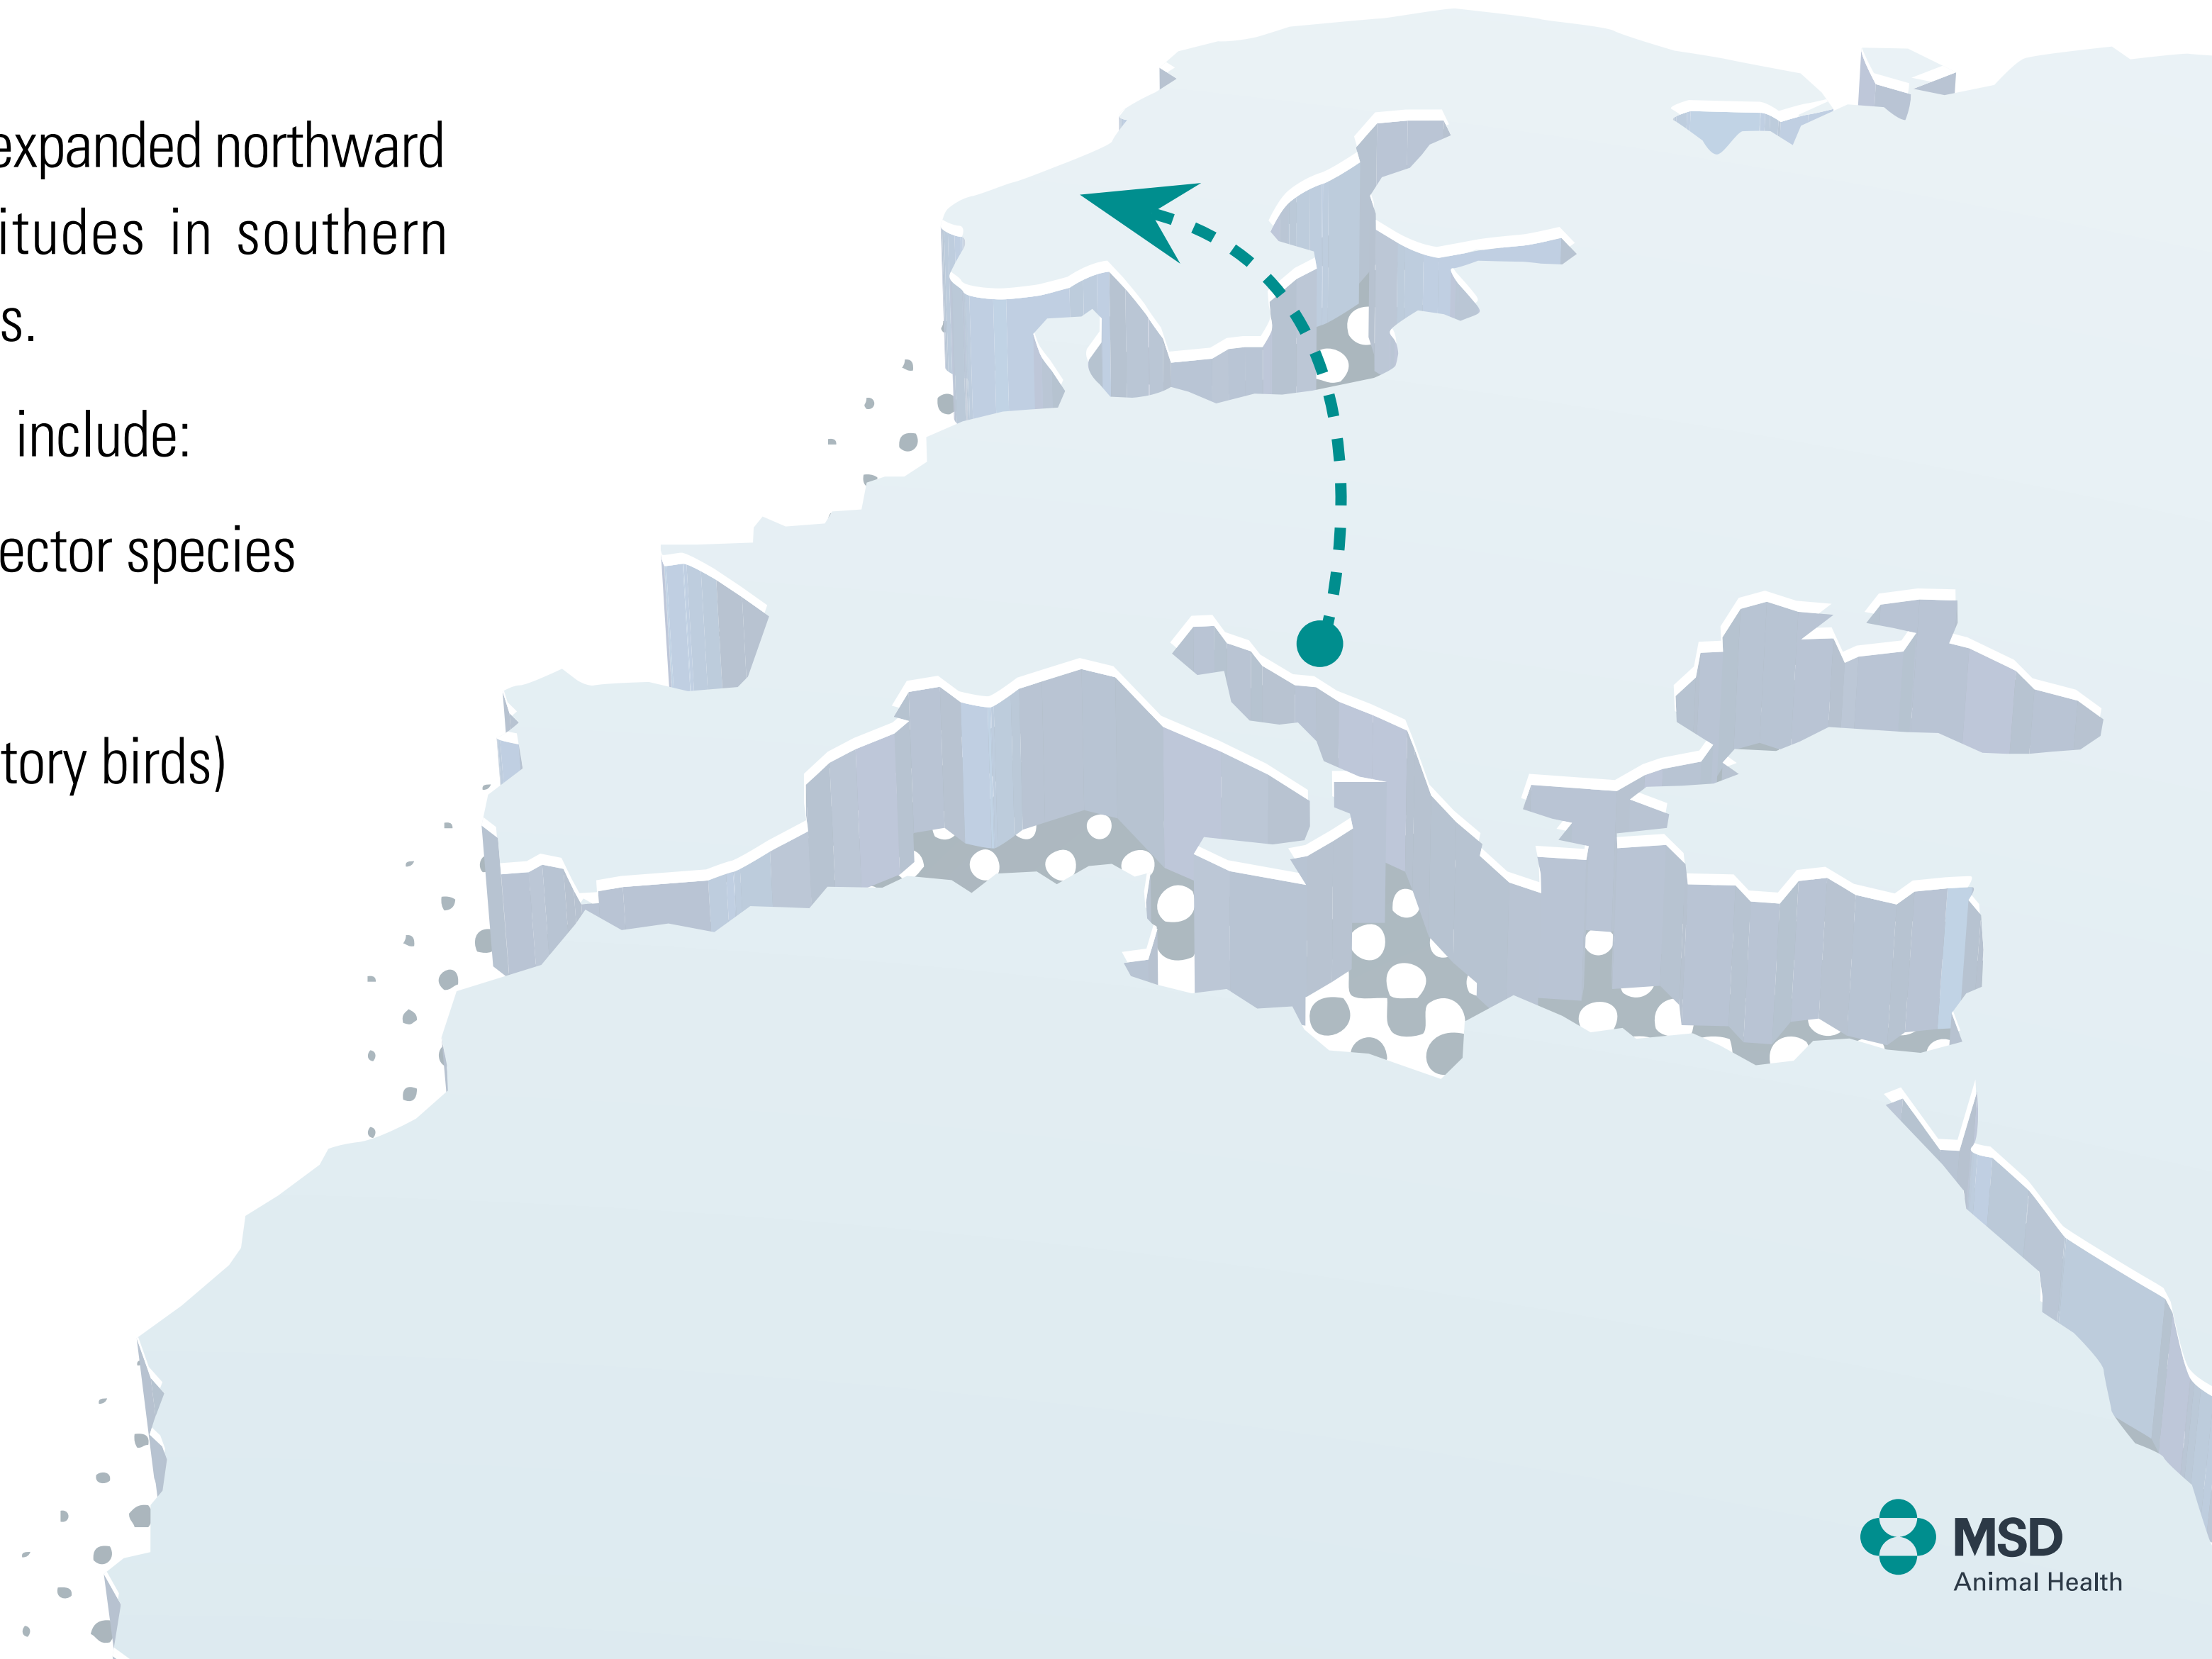 expanded northward
itudes in southern
s.
include:
ector species
tory birds)
MSD
Animal Health